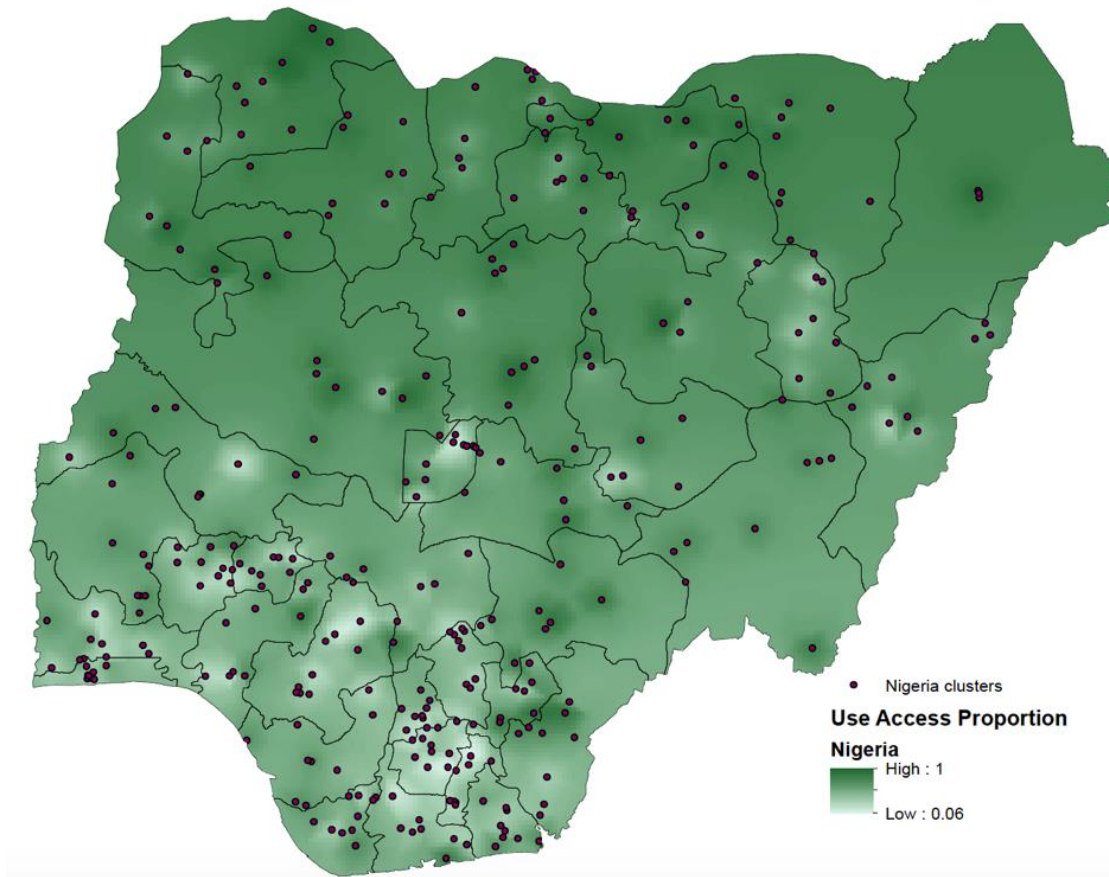 Nigeria clusters
Use Access Proportion
Nigeria
High : 1
Low : 0.06